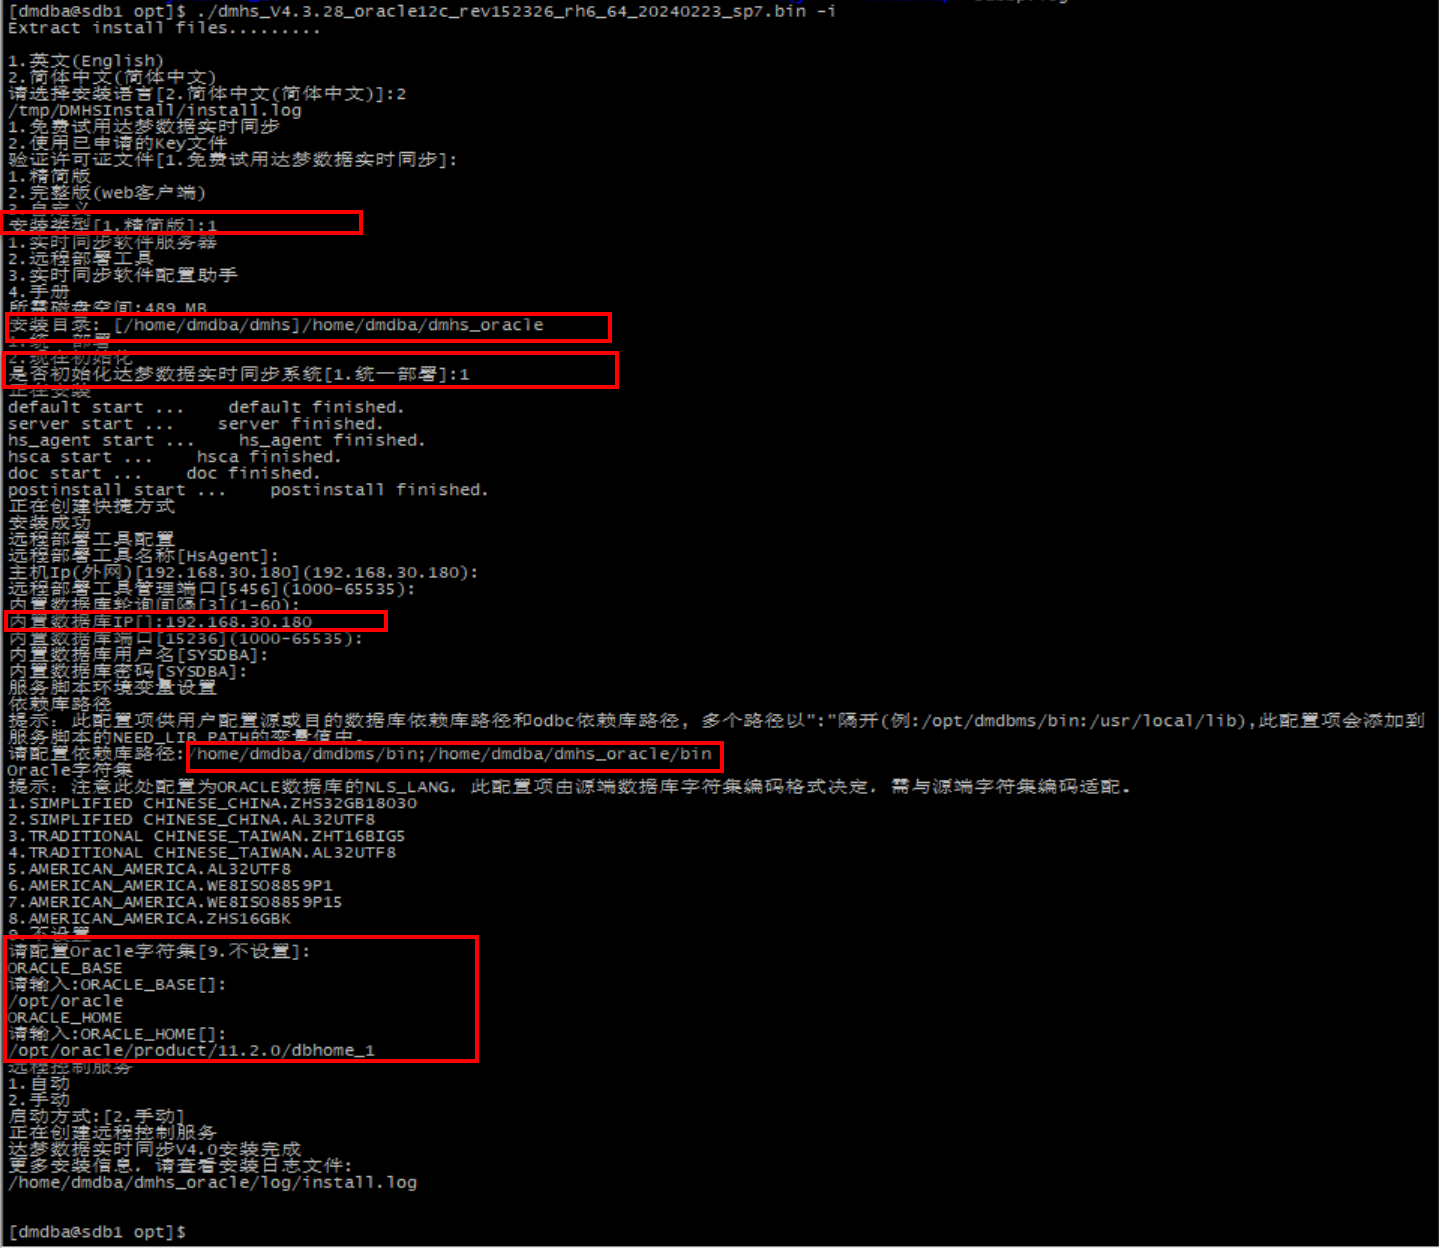 [dmdba@sdb1 opt]$ ./dmhs_V4.3.28_oracle12c_rev152326_rh6_64_20240223_sp7.bin -i
Extract install files.........
1.英文(English)
2.简体中文(简体中文)
请选择安装语言[2.简体中文(简体中文)]:2
/tmp/DMHSInstall/install.log
1.免费试用达梦数据实时同步
2.使用已申请的Key文件
验证许可证文件[1.免费试用达梦数据实时同步]:
1.精简版
2.完整版(web客户端)
3.自定义
安装类型[1.精简版]:1
1.实时同步软件服务器
2.远程部署工具
3.实时同步软件配置助手
4.手册
所需磁盘空间:489 MB
安装目录: [/home/dmdba/dmhs]/home/dmdba/dmhs_oracle
1.统一部署
2.现在初始化
是否初始化达梦数据实时同步系统[1.统一部署]:1
正在安装
default start ...    default finished.
server start ...    server finished.
hs_agent start ...    hs_agent finished.
hsca start ...    hsca finished.
doc start ...    doc finished.
postinstall start ...    postinstall finished.
正在创建快捷方式
安装成功
远程部署工具配置
远程部署工具名称[HsAgent]:
主机Ip(外网)[192.168.30.180](192.168.30.180):
远程部署工具管理端口[5456](1000-65535):
内置数据库轮询间隔[3](1-60):
内置数据库IP[]:192.168.30.180
内置数据库端口[15236](1000-65535):
内置数据库用户名[SYSDBA]:
内置数据库密码[SYSDBA]:
服务脚本环境变量设置
依赖库路径
提示：此配置项供用户配置源或目的数据库依赖库路径和odbc依赖库路径，多个路径以":"隔开(例:/opt/dmdbms/bin:/usr/local/lib),此配置项会添加到
服务脚本的NEED_LIB_PATH的变量值中。
请配置依赖库路径:/home/dmdba/dmdbms/bin;/home/dmdba/dmhs_oracle/bin
Oracle字符集
提示：注意此处配置为ORACLE数据库的NLS_LANG，此配置项由源端数据库字符集编码格式决定，需与源端字符集编码适配。
1.SIMPLIFIED CHINESE_CHINA.ZHS32GB18030
2.SIMPLIFIED CHINESE_CHINA.AL32UTF8
3.TRADITIONAL CHINESE_TAIWAN.ZHT16BIG5
4.TRADITIONAL CHINESE_TAIWAN.AL32UTF8
5.AMERICAN_AMERICA.AL32UTF8
6.AMERICAN_AMERICA.WE8ISO8859P1
7.AMERICAN_AMERICA.WE8ISO8859P15
8.AMERICAN_AMERICA.ZHS16GBK
9.不设置
请配置Oracle字符集[9.不设置]:
ORACLE_BASE
请输入:ORACLE_BASE[]:
/opt/oracle
ORACLE_HOME
请输入:ORACLE_HOME[]:
/opt/oracle/product/11.2.0/dbhome_1
远程控制服务
1.自动
2.手动
启动方式:[2.手动]
正在创建远程控制服务
达梦数据实时同步V4.0安装完成
更多安装信息，请查看安装日志文件:
/home/dmdba/dmhs_oracle/log/install.log
[dmdba@sdb1 opt]$